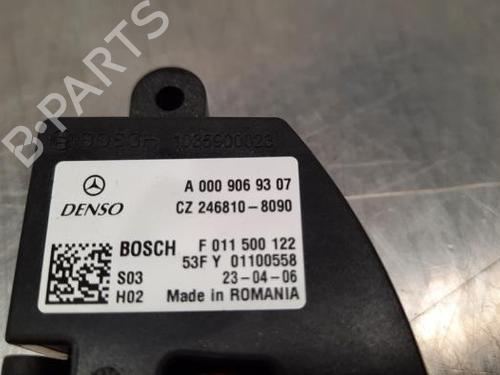 B-PARTS
BOSCH 1035900023
A 000 906 93 07
DENSO CZ 246810-8090
BOSCH F 011 500 122
53F Y 01100558
S03 23-04-06
H02 Made in ROMANIA